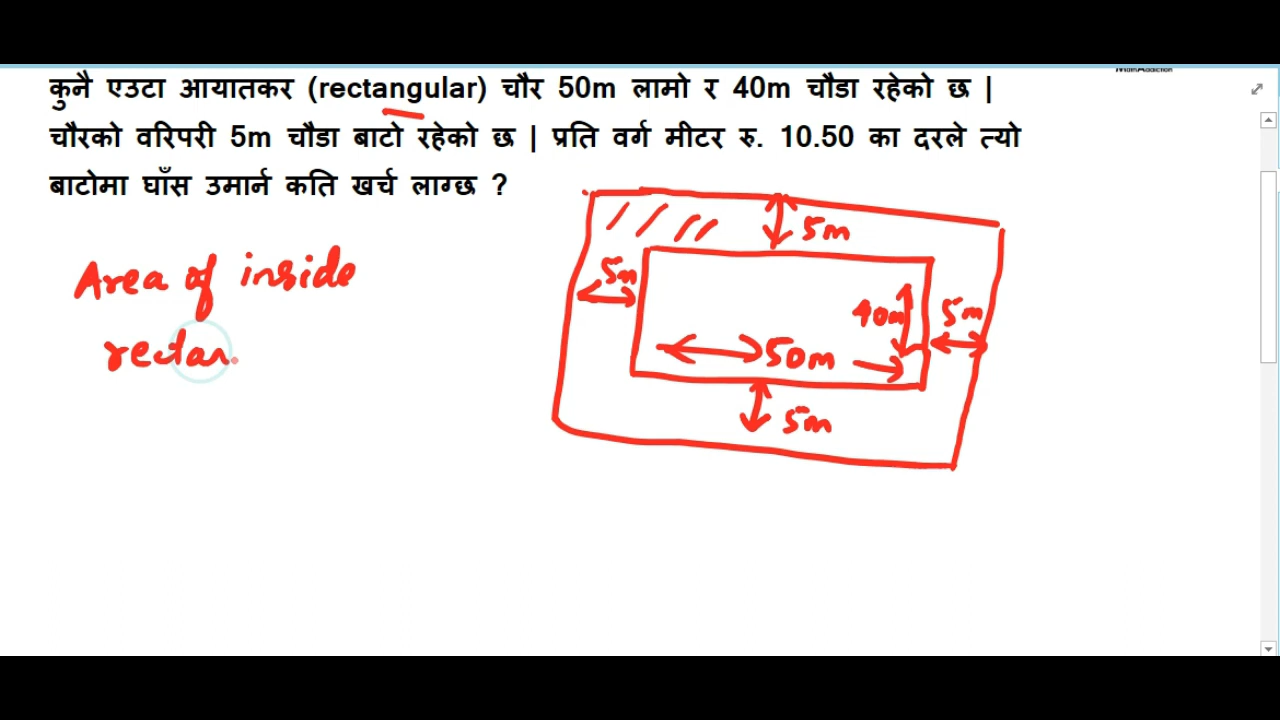 कुनै एउटा आयातकर (rectangular) चौर 50m लामो र 40m चौडा रहेको छ |
चौरको वरिपरी 5m चौडा बाटो रहेको छ | प्रति वर्ग मीटर रु. 10.50 का दरले त्यो
बाटोमा घाँस उमार्न कति खर्च लाग्छ ?
5m
Area of inside
5m
40m 5m
rectan
50m
5m